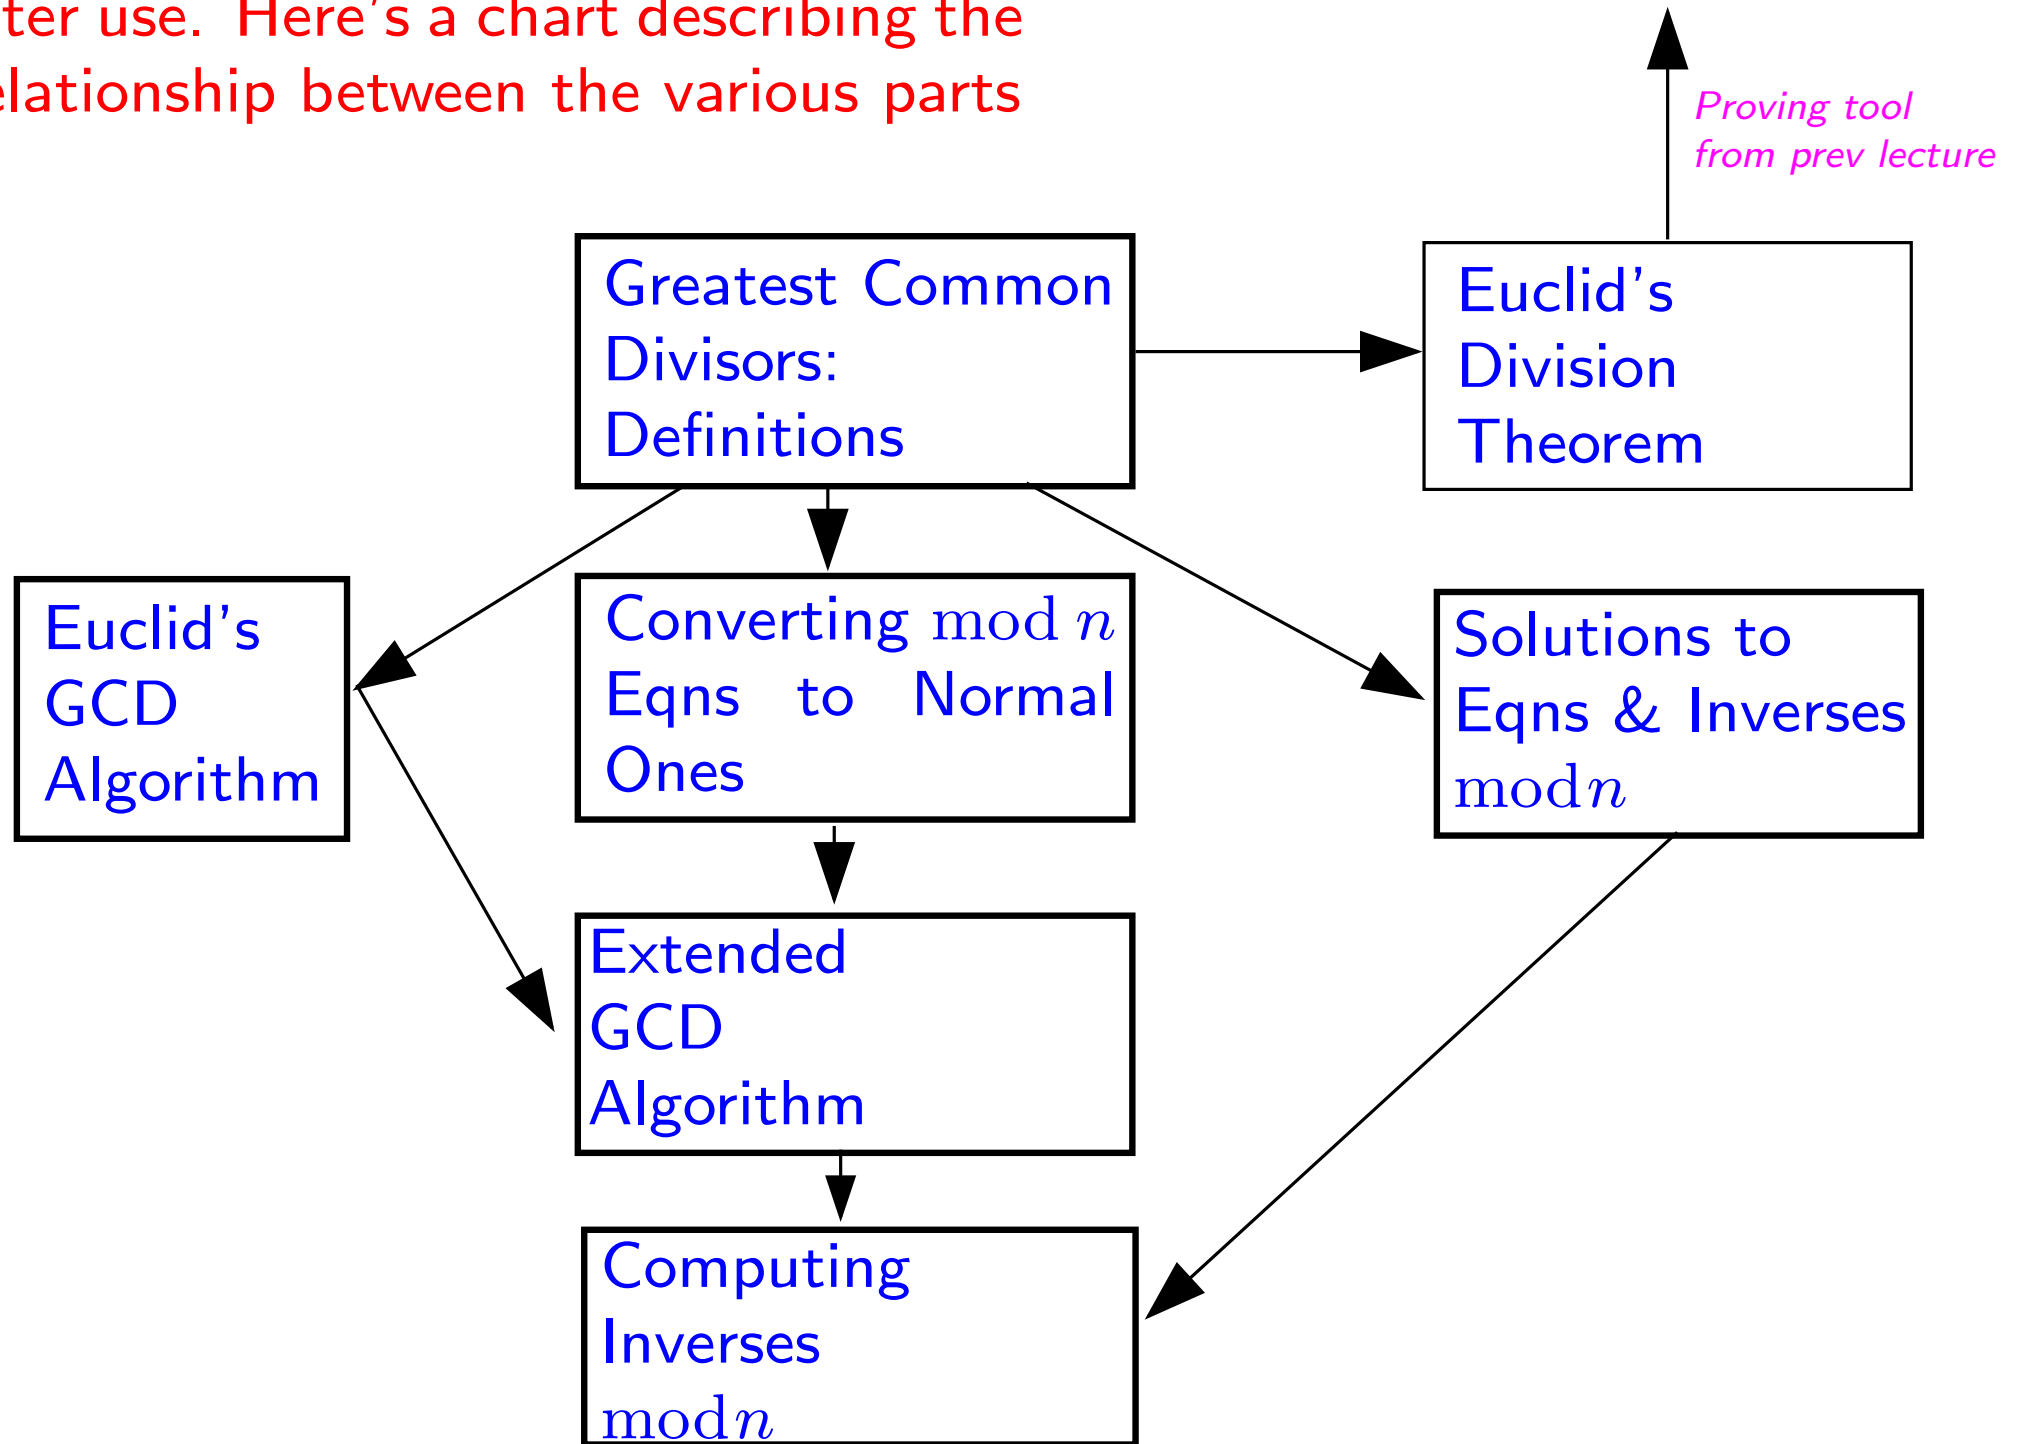 ter use. Here's a chart describing the
elationship between the various parts
Proving tool
from prev lecture
Greatest Common
Divisors:
Definitions
Euclid's
Division
Theorem
Euclid's
GCD
Algorithm
Converting mod n
Eqns to Normal
Ones
Solutions to
Eqns & Inverses
mod n
Extended
GCD
Algorithm
Computing
Inverses
mod n